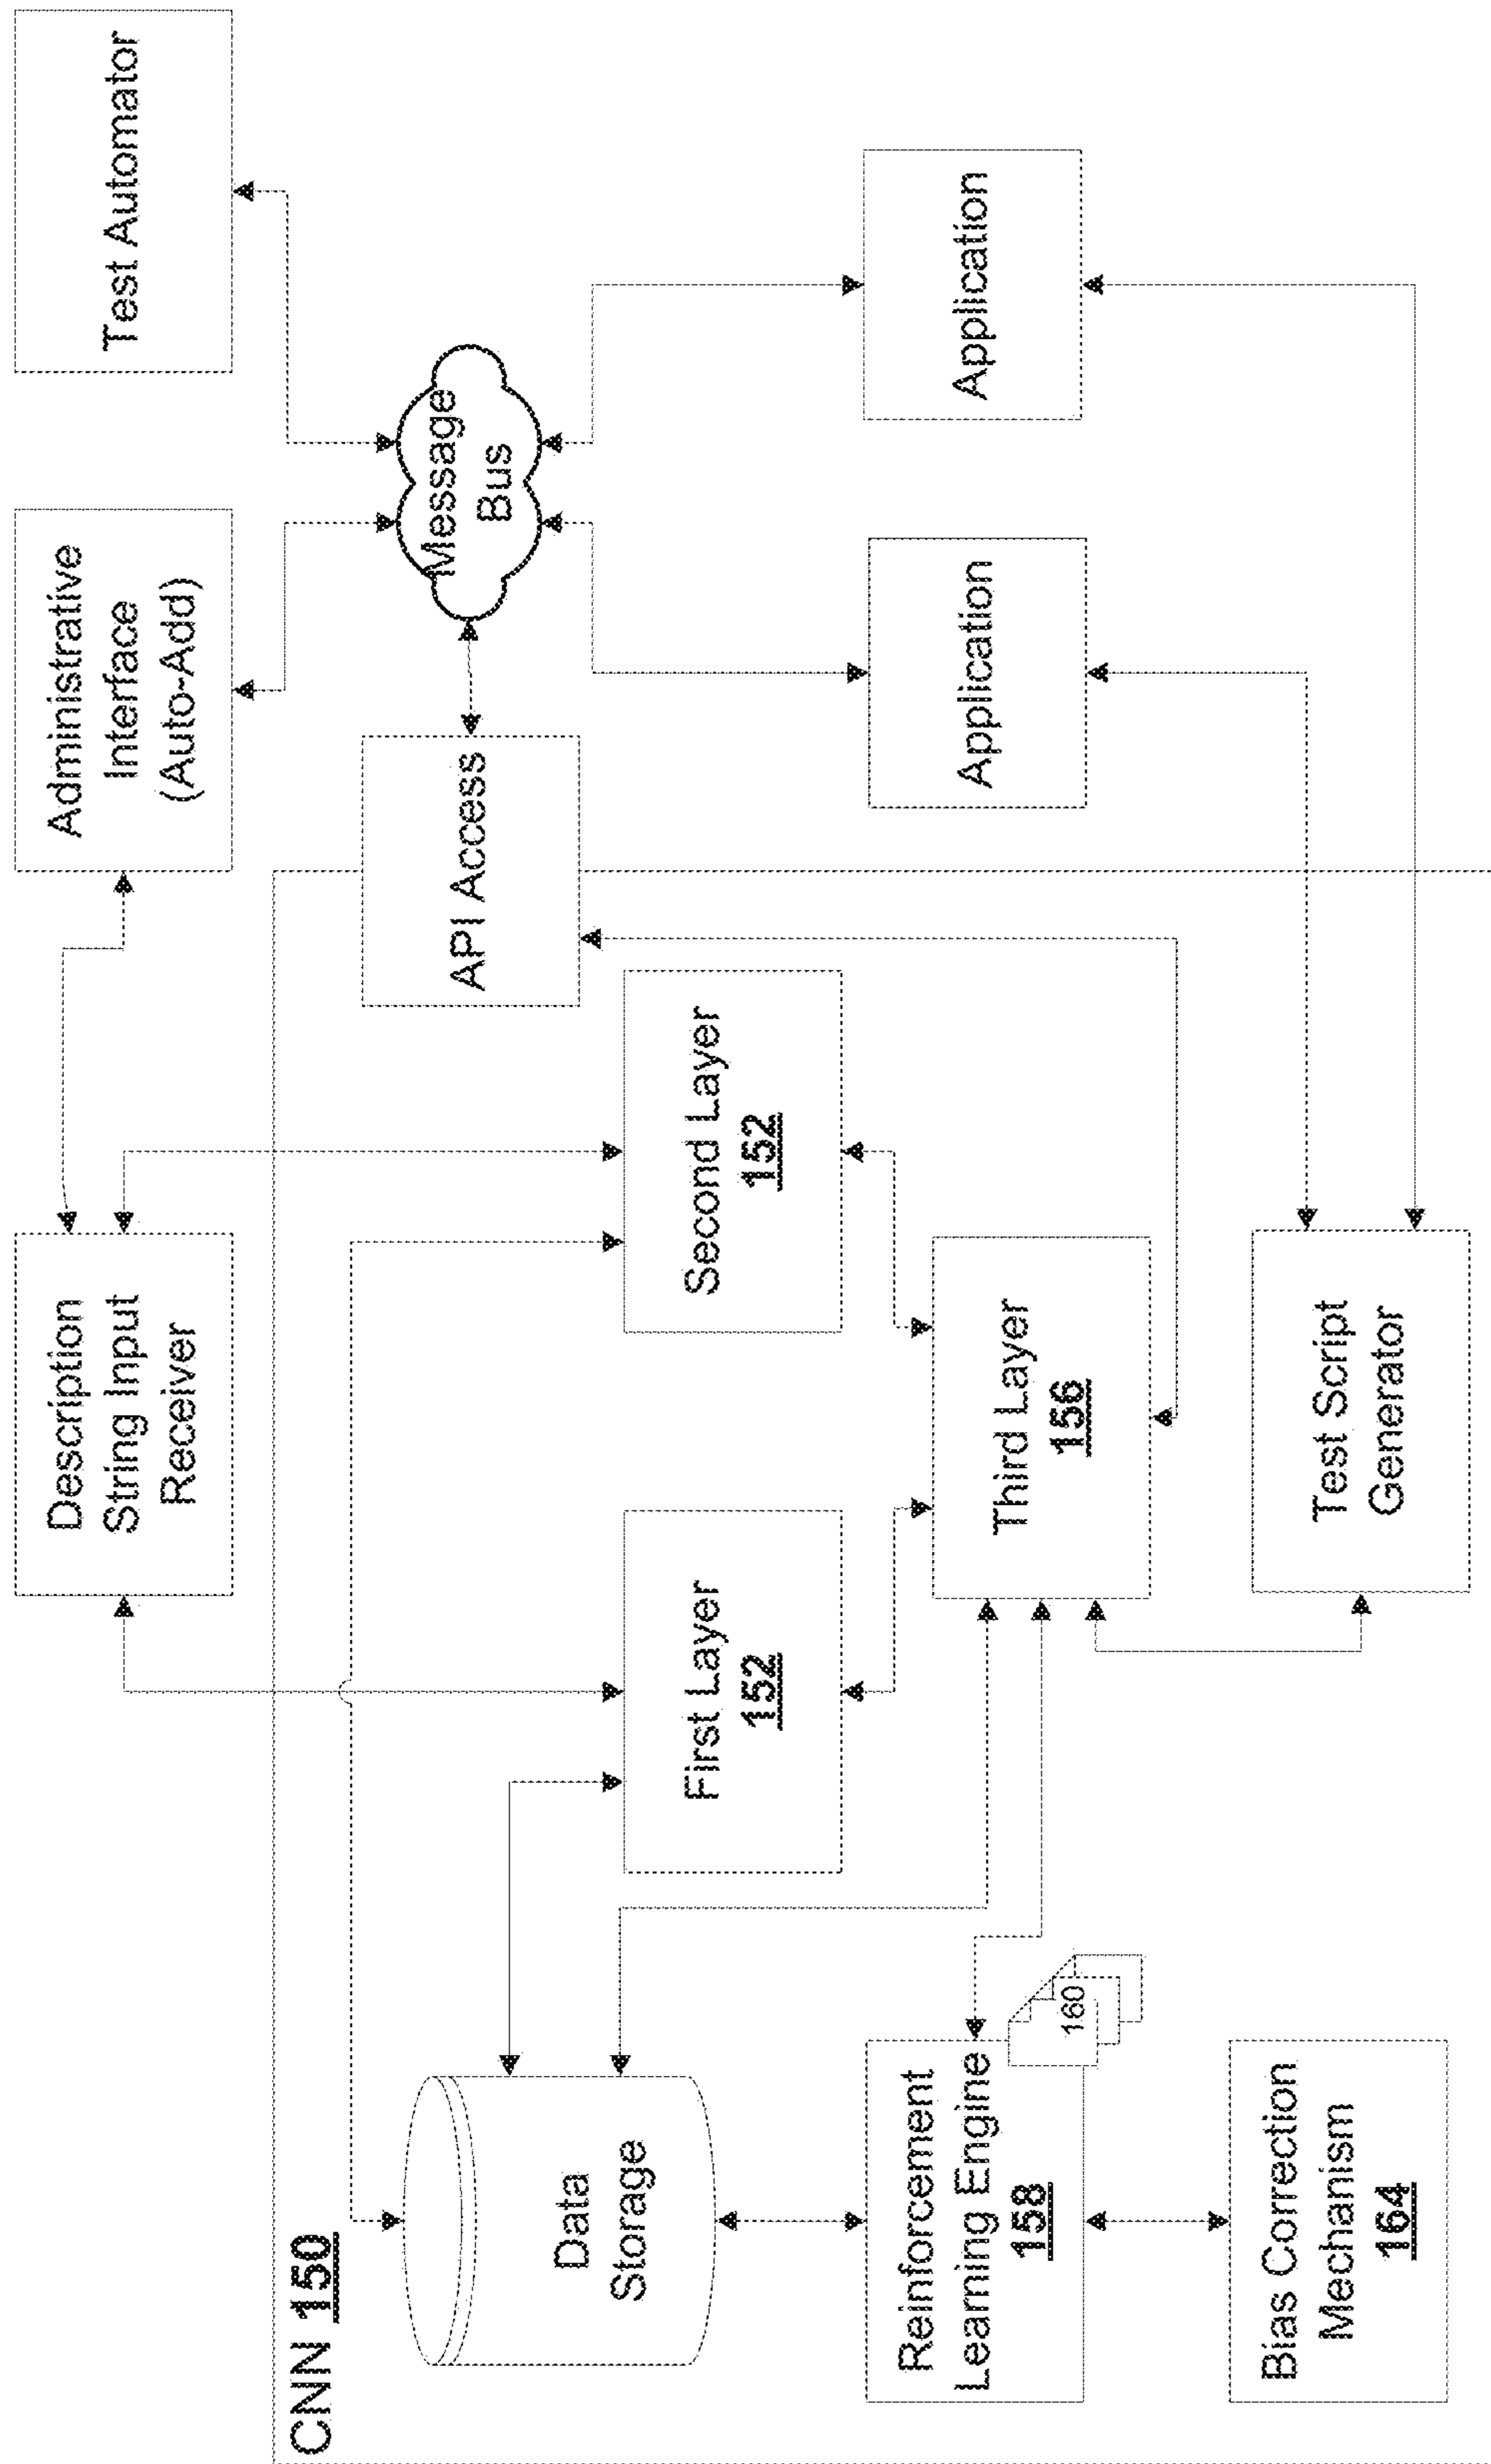 CNN 150
Description
String Input
Receiver
Administrative
Interface
(Auto-Add)
Test Automator
Data
Storage
API Access
Message
Bus
First Layer
152
Second Layer
152
Reinforcement
Learning Engine
158
160
Third Layer
156
Application
Application
Bias Correction
Mechanism
164
Test Script
Generator